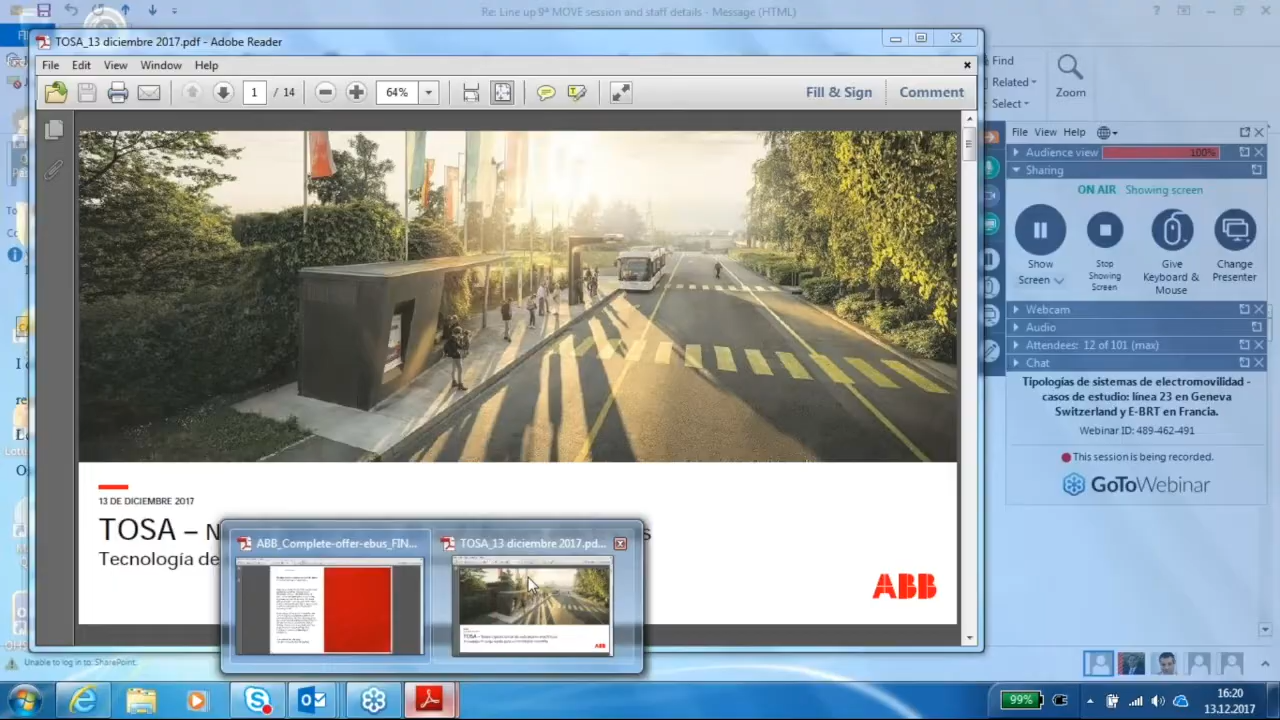 Re: Line up 9ª MOVE session and staff details - Message (HTML)
TOSA_13 diciembre 2017.pdf - Adobe Reader
File Edit View Window Help
1 / 14
64%
Fill & Sign
Comment
Find
Related
Select
Zoom
File View Help
Audience view 100%
Sharing
ON AIR Showing screen
Show Screen
Stop Showing Screen
Give Keyboard & Mouse
Change Presenter
Webcam
Audio
Attendees: 12 of 101 (max)
Chat
Tipologías de sistemas de electromovilidad -
casos de estudio: línea 23 en Geneva
Switzerland y E-BRT en Francia.
Webinar ID: 489-462-491
This session is being recorded.
GoToWebinar
13 DE DICIEMBRE 2017
TOSA –
Tecnología de
ABB
ABB_Complete-offer-ebus_FIN...
TOSA_13 diciembre 2017.pd...
Unable to log in to SharePoint.
99%
16:20
13.12.2017